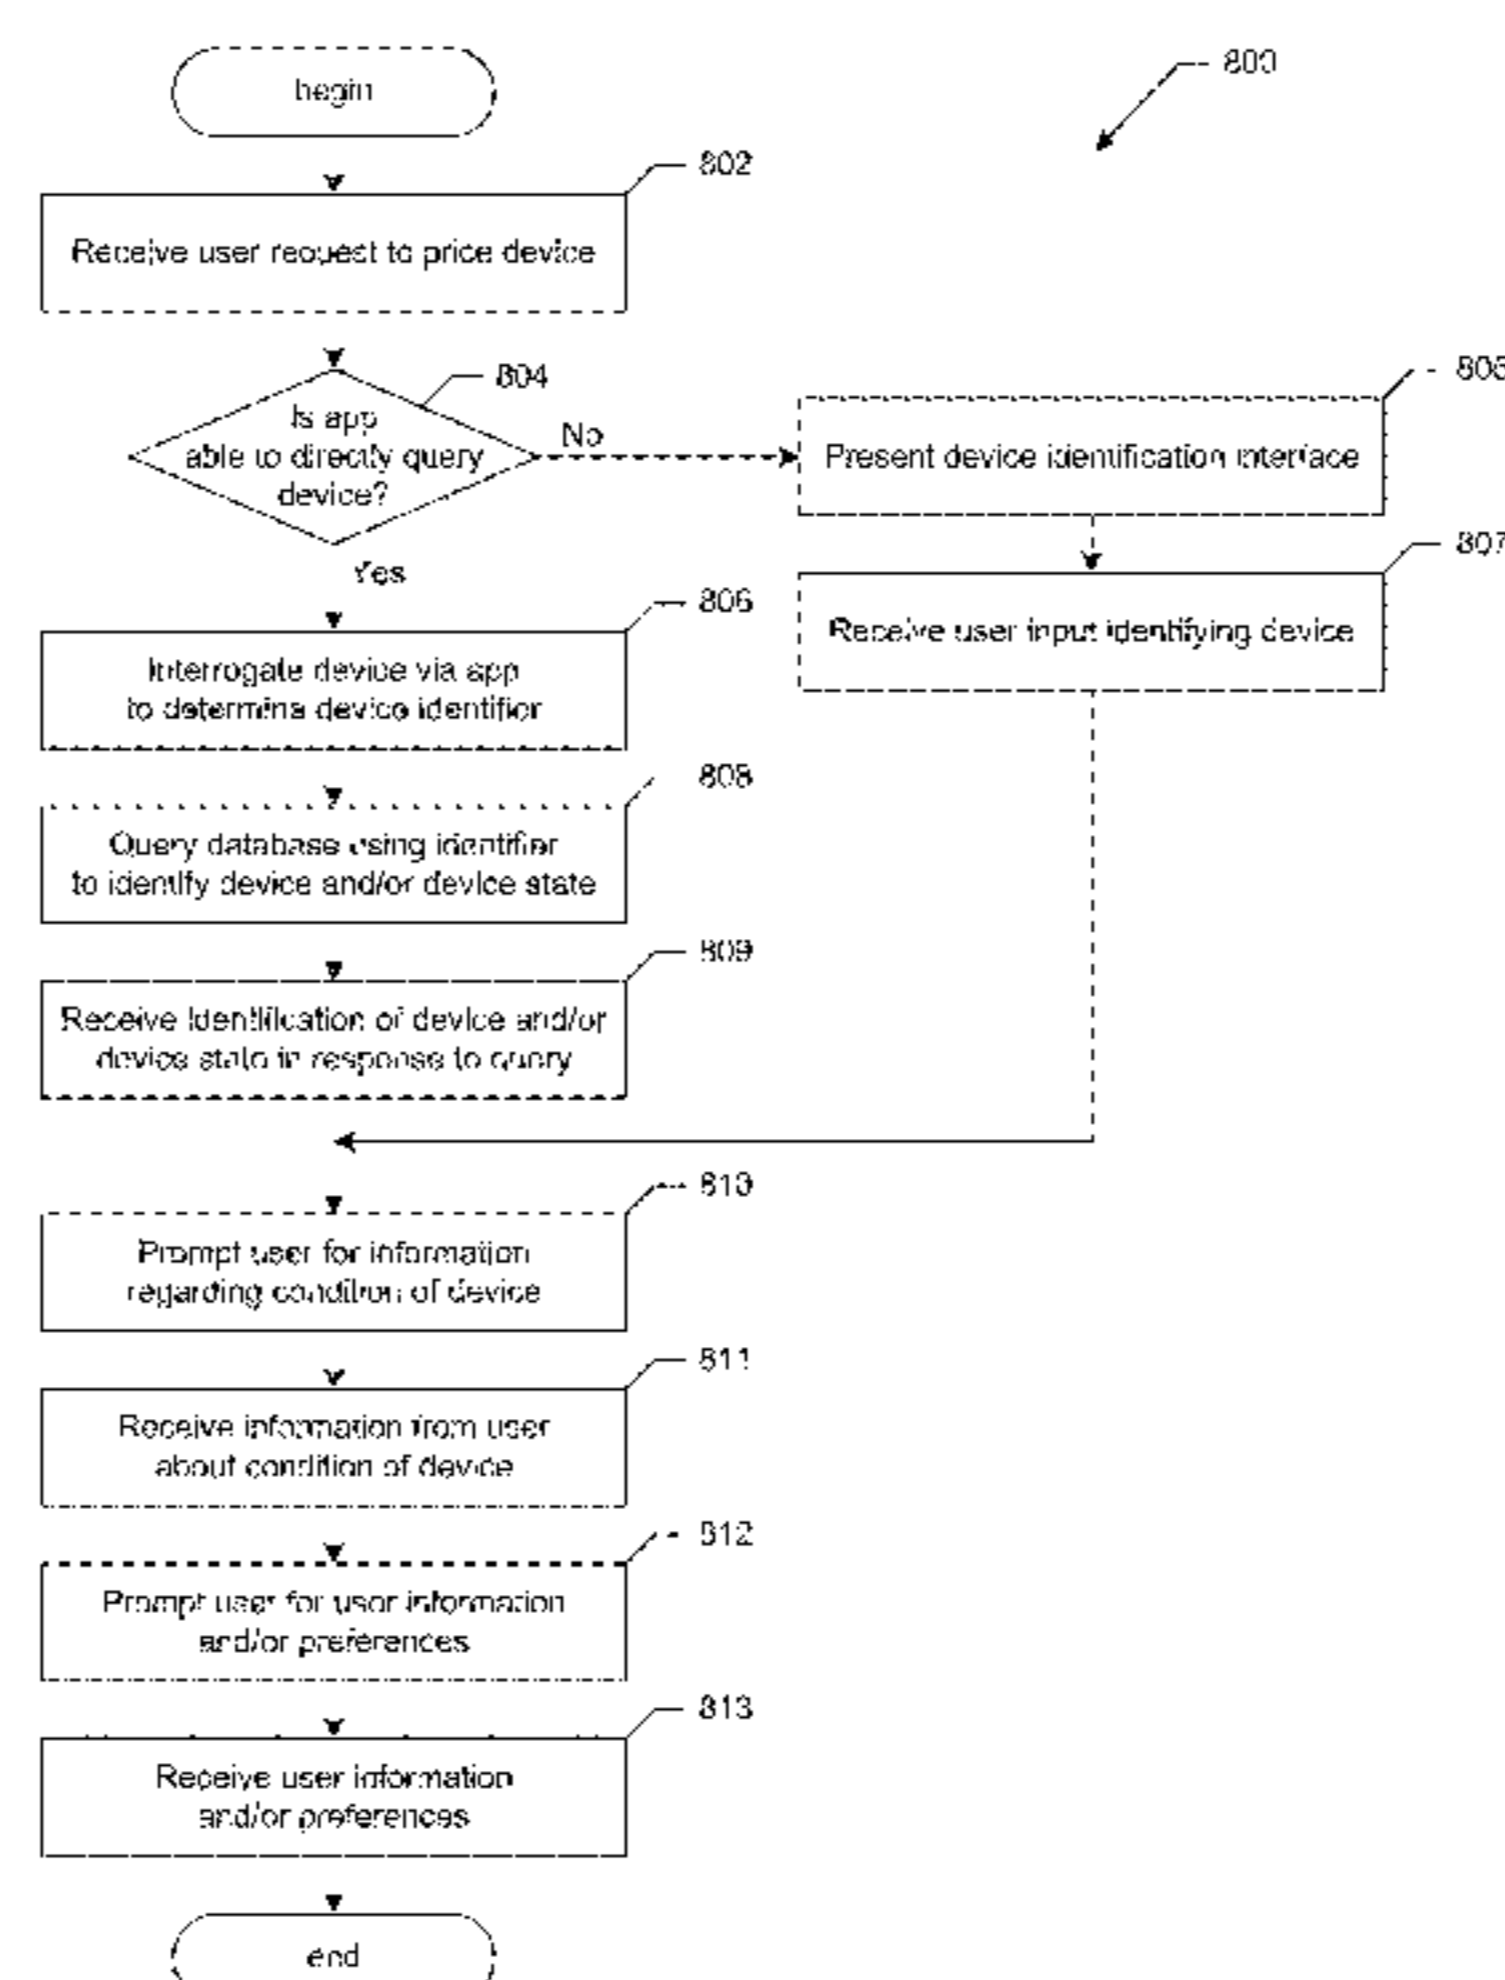 begin
800
802
Receive user request to price device
804
Is app
able to directly query
device?
No
805
Present device identification interface
807
Receive user input identifying device
Yes
806
Interrogate device via app
to determine device identifier
808
Query database using identifier
to identify device and/or device state
809
Receive identification of device and/or
device state in response to query
810
Prompt user for information
regarding condition of device
811
Receive information from user
about condition of device
812
Prompt user for user information
and/or preferences
813
Receive user information
and/or preferences
end